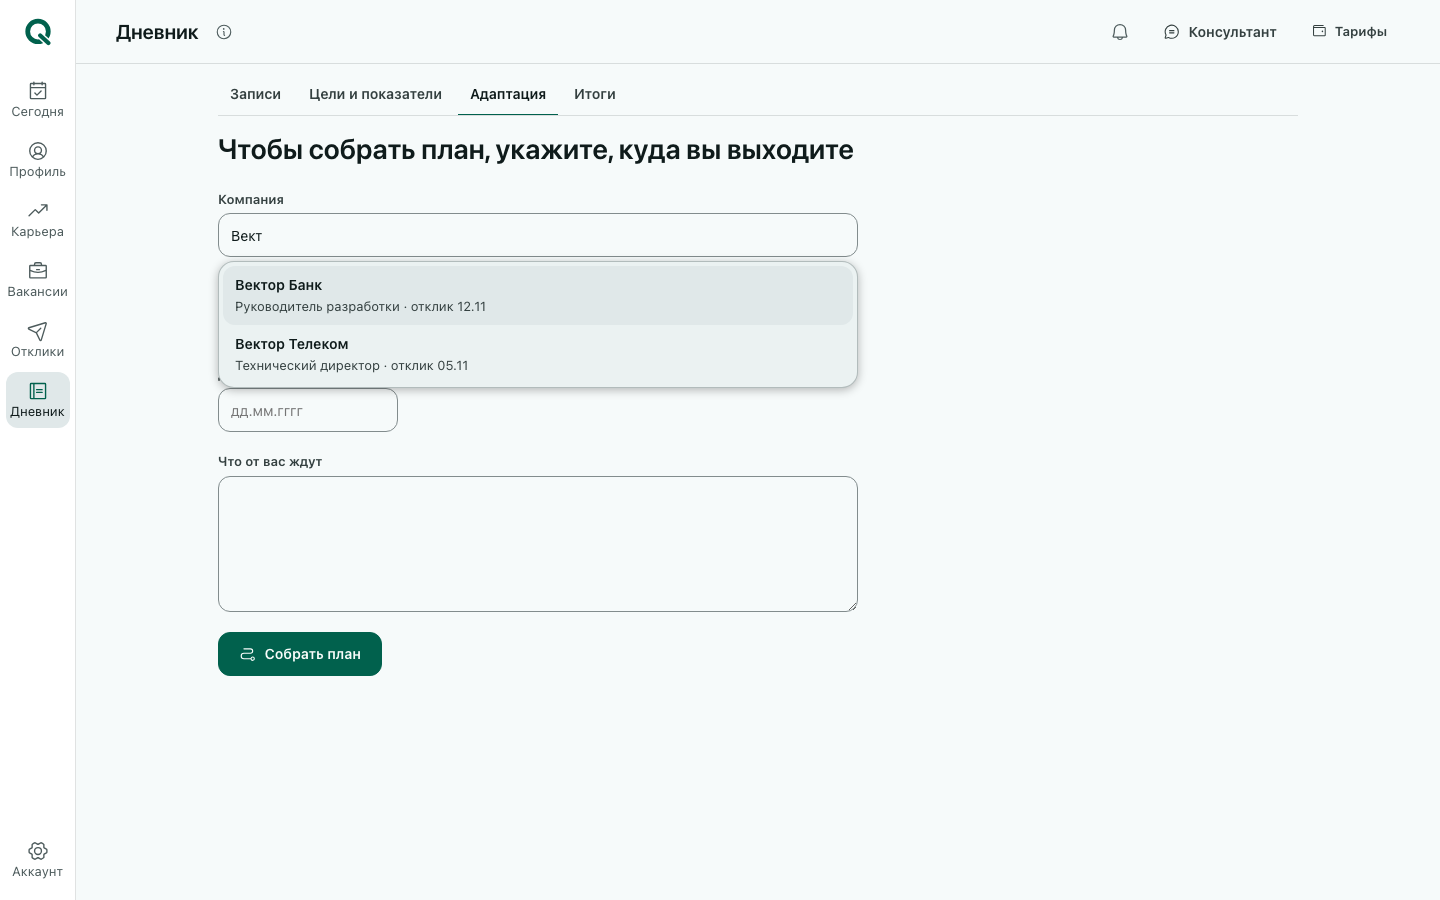 Дневник
Консультант
Тарифы
Сегодня
Профиль
Карьера
Вакансии
Отклики
Дневник
Аккаунт
Записи
Цели и показатели
Адаптация
Итоги
Чтобы собрать план, укажите, куда вы выходите
Компания
Вект
Вектор Банк
Руководитель разработки · отклик 12.11
Вектор Телеком
Технический директор · отклик 05.11
дд.мм.гггг
Что от вас ждут
Собрать план